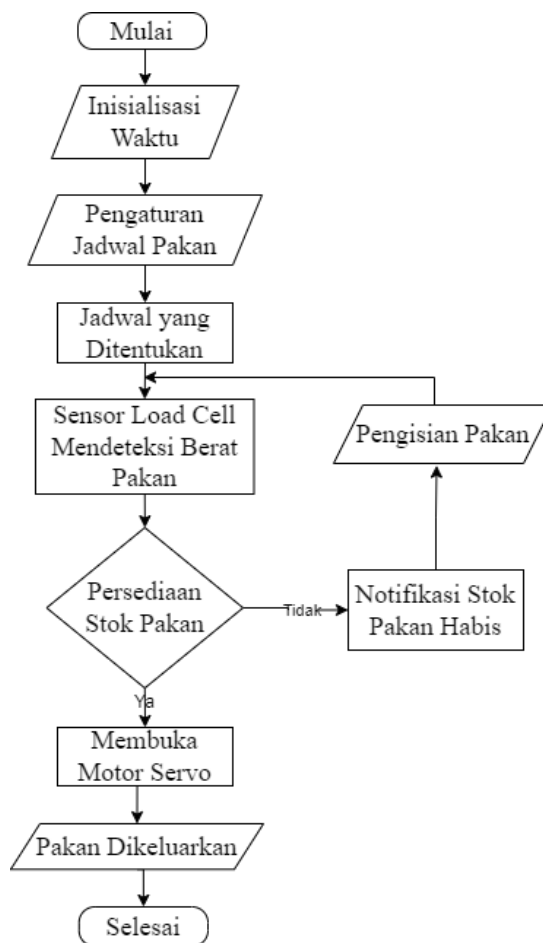 Mulai
Inisialisasi
Waktu
Pengaturan
Jadwal Pakan
Jadwal yang
Ditentukan
Sensor Load Cell
Mendeteksi Berat
Pakan
Pengisian Pakan
Persediaan
Stok Pakan
Tidak
Notifikasi Stok
Pakan Habis
Ya
Membuka
Motor Servo
Pakan Dikeluarkan
Selesai